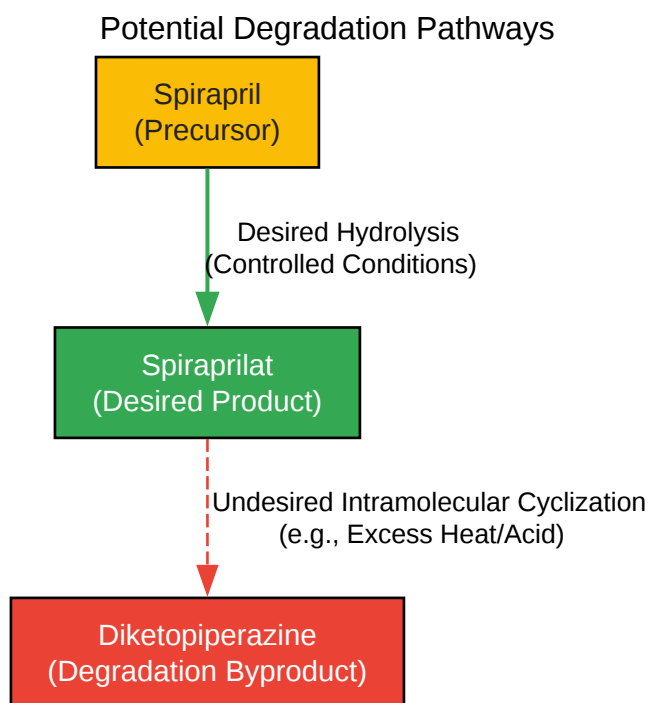 Potential Degradation Pathways
Spirapril
(Precursor)
Desired Hydrolysis
(Controlled Conditions)
Spiraprilat
(Desired Product)
Undesired Intramolecular Cyclization
(e.g., Excess Heat/Acid)
Diketopiperazine
(Degradation Byproduct)